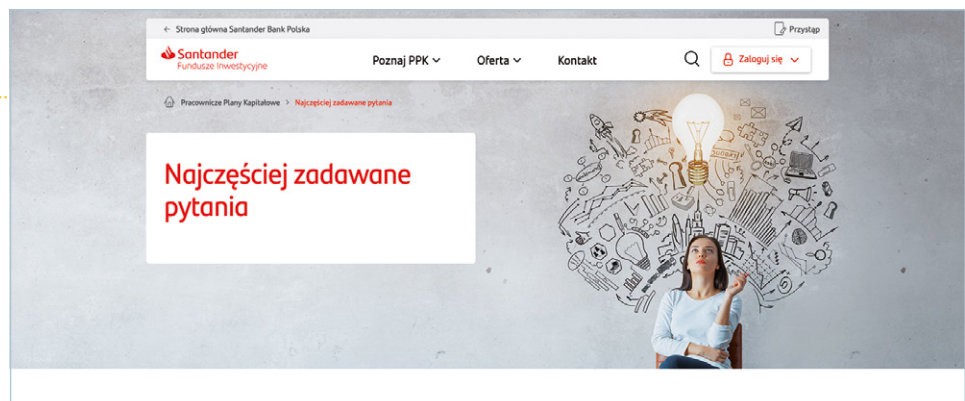 ← Strona główna Santander Bank Polska
Przystąp
Santander
Fundusze Inwestycyjne
Poznaj PPK
Oferta
Kontakt
Zaloguj się
Pracownicze Plany Kapitałowe > Najczęściej zadawane pytania
Najczęściej zadawane
pytania